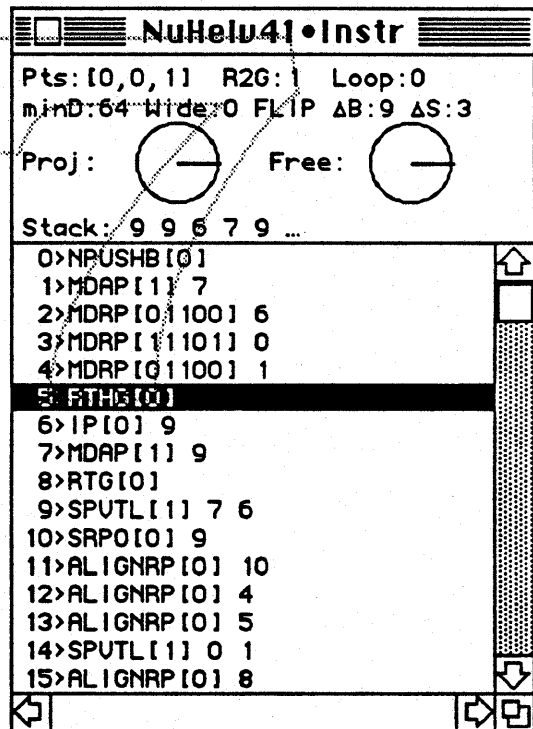 NuHelv41•Instr
Pts:[0,0,1] R2G:1 Loop:0
minD:64 Wide:0 FLIP ΔB:9 ΔS:3
Proj: Free:
Stack: 9 9 6 7 9 …
0>NPUSHB[0]
1>MDAP[1] 7
2>MDRP[01100] 6
3>MDRP[11101] 0
4>MDRP[01100] 1
5 RTHG[0]
6>IP[0] 9
7>MDAP[1] 9
8>RTG[0]
9>SPVTL[1] 7 6
10>SRP0[0] 9
11>ALIGNRP[0] 10
12>ALIGNRP[0] 4
13>ALIGNRP[0] 5
14>SPVTL[1] 0 1
15>ALIGNRP[0] 8